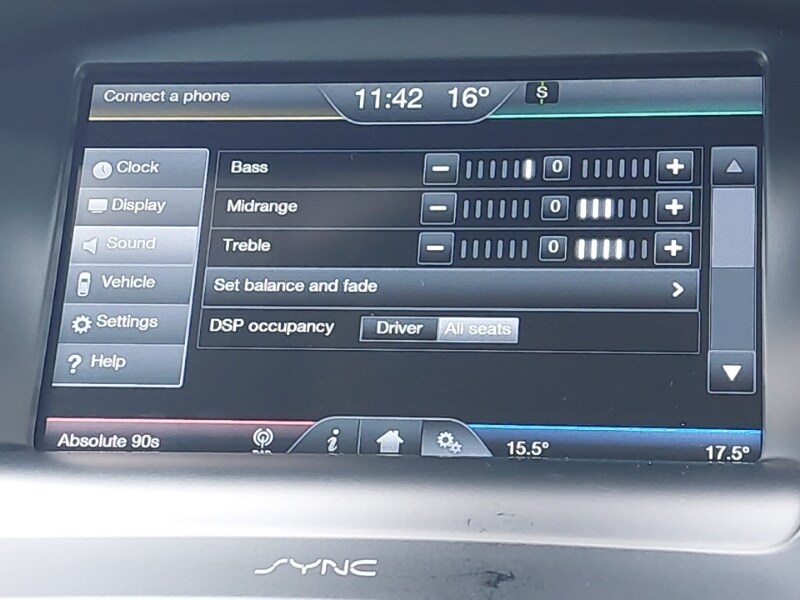 Connect a phone 11:42 16° S
Clock
Display
Sound
Vehicle
Settings
? Help
Bass − 0 +
Midrange − 0 +
Treble − 0 +
Set balance and fade >
DSP occupancy Driver All seats
Absolute 90s i 15.5° 17.5°
SYNC